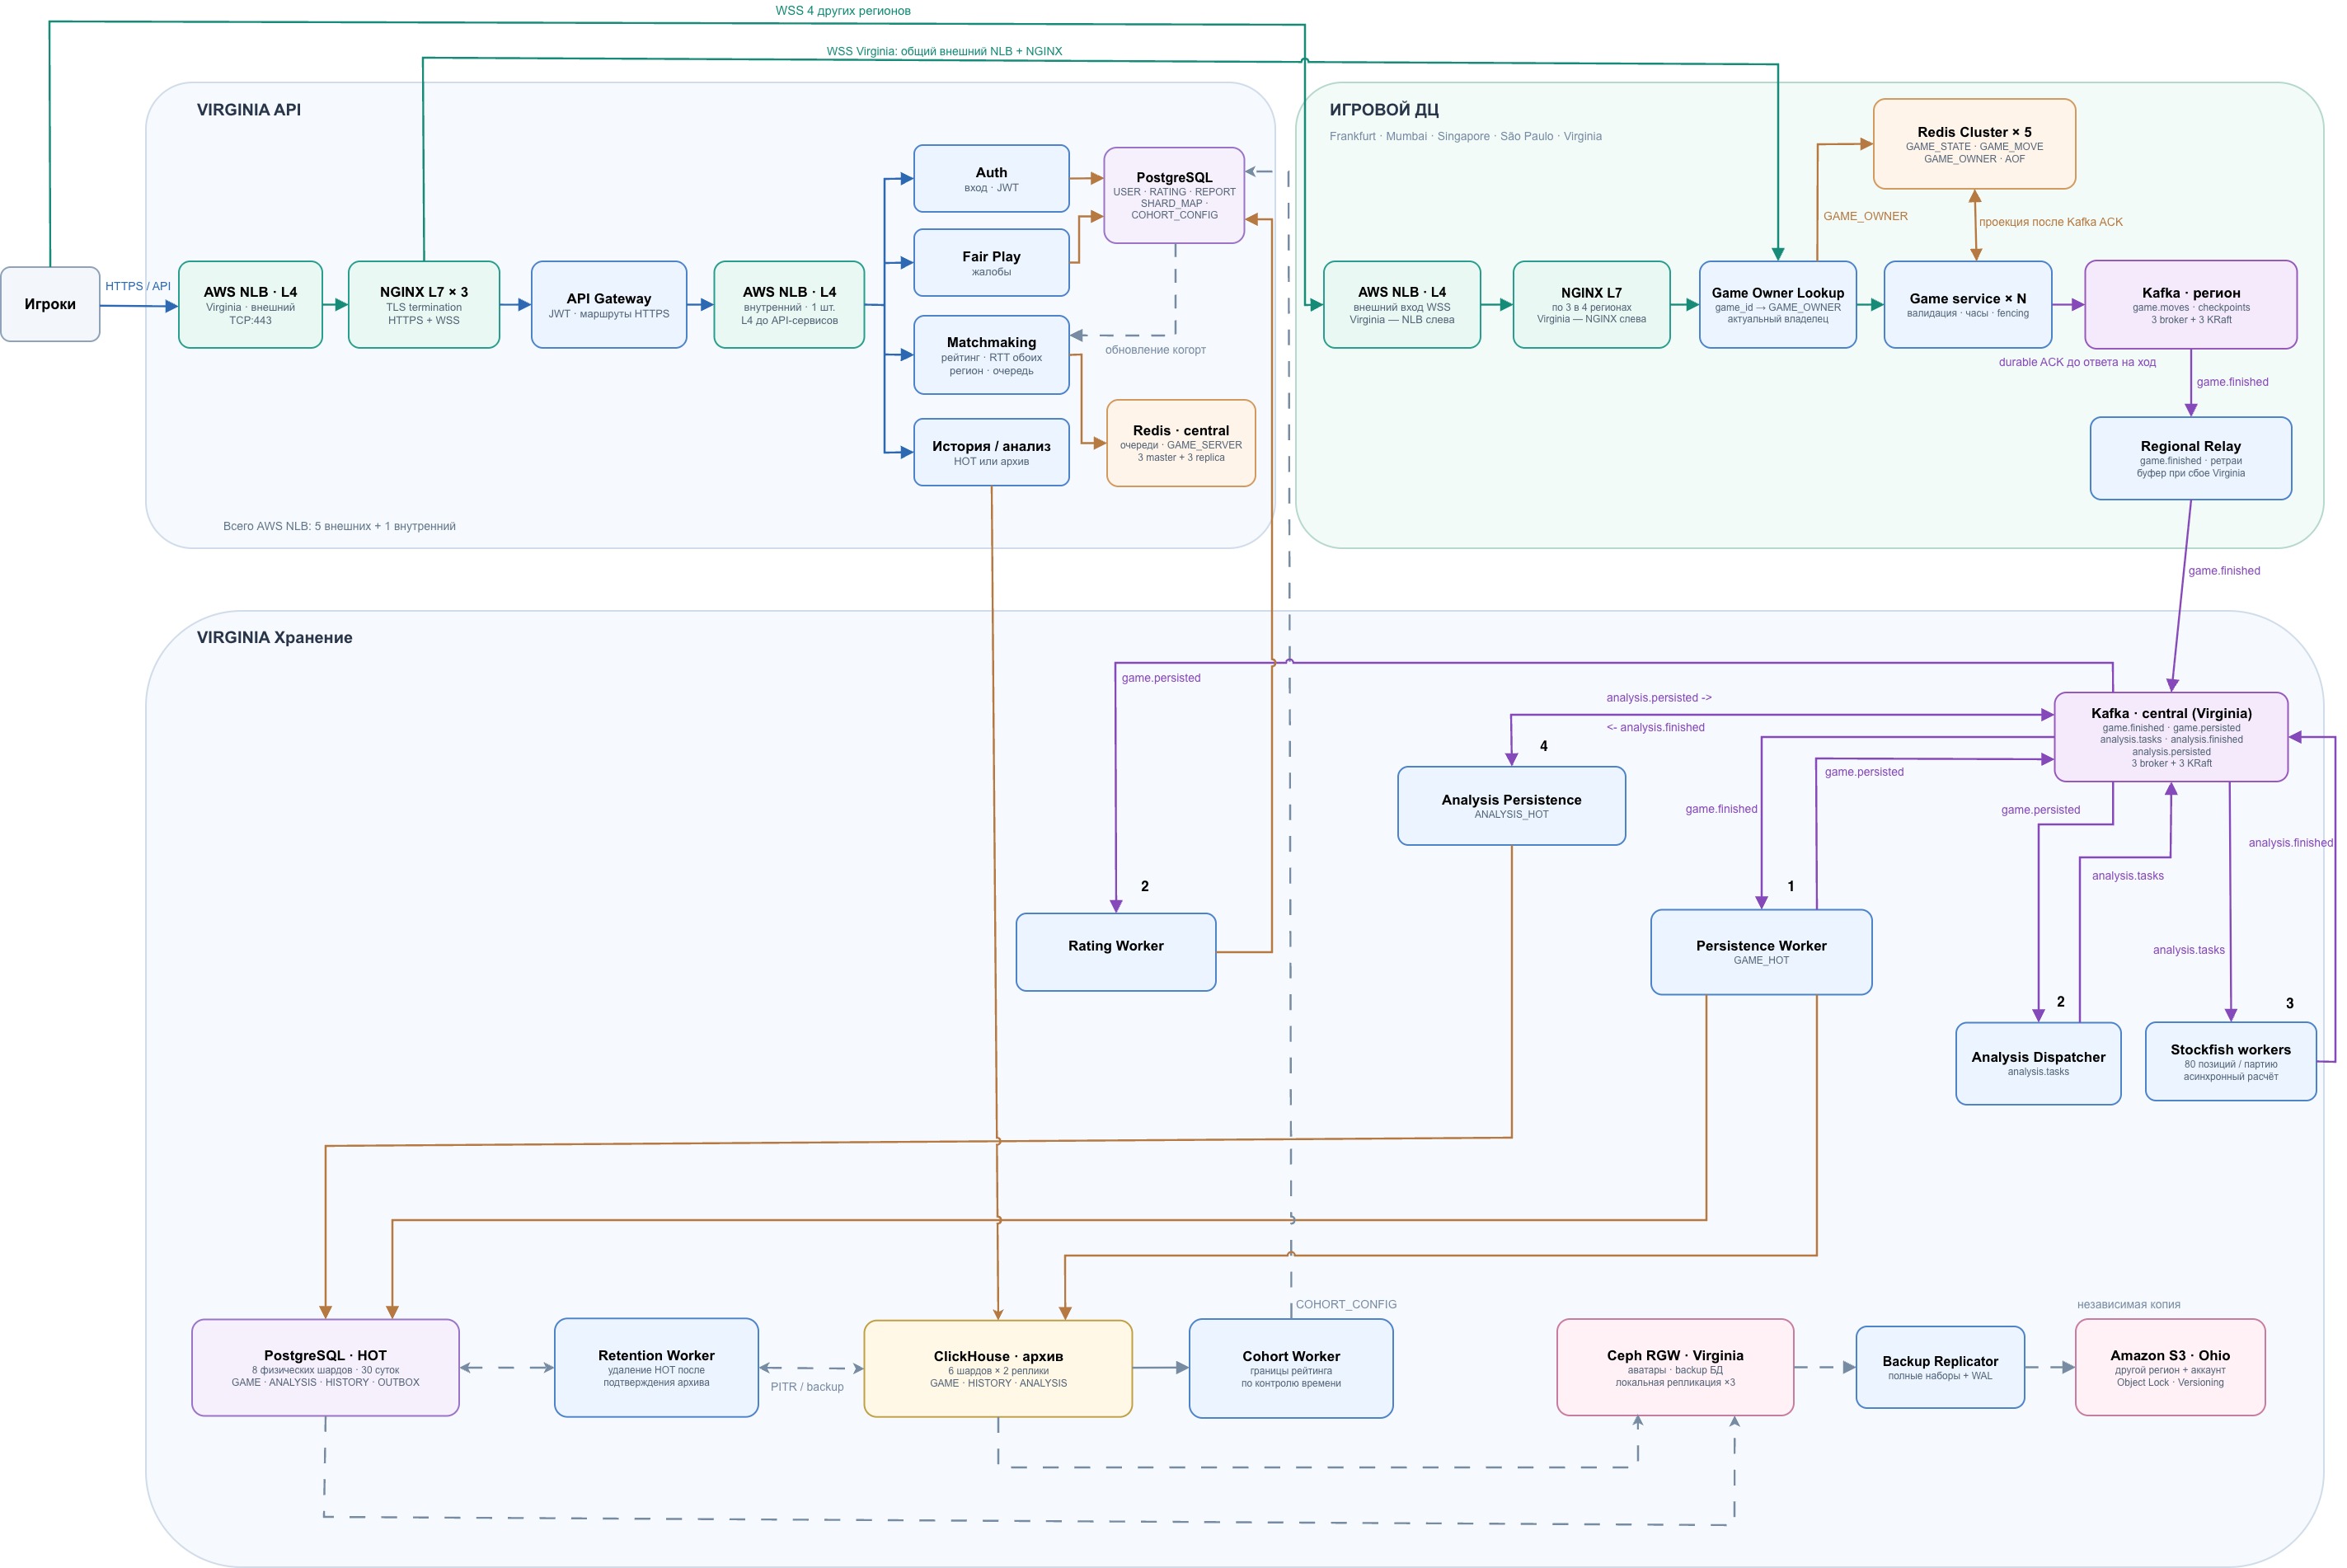 WSS 4 других регионов
WSS Virginia: общий внешний NLB + NGINX
VIRGINIA API
Игроки
HTTPS / API
AWS NLB · L4
Virginia · внешний
TCP:443
NGINX L7 × 3
TLS termination
HTTPS + WSS
API Gateway
JWT · маршруты HTTPS
AWS NLB · L4
внутренний · 1 шт.
L4 до API-сервисов
Auth
вход · JWT
Fair Play
жалобы
Matchmaking
рейтинг · RTT обоих
регион · очередь
История / анализ
HOT или архив
PostgreSQL
USER · RATING · REPORT
SHARD_MAP ·
COHORT_CONFIG
обновление когорт
Redis · central
очереди · GAME_SERVER
3 master + 3 replica
Всего AWS NLB: 5 внешних + 1 внутренний
ИГРОВОЙ ДЦ
Frankfurt · Mumbai · Singapore · São Paulo · Virginia
Redis Cluster × 5
GAME_STATE · GAME_MOVE
GAME_OWNER · AOF
GAME_OWNER
проекция после Kafka ACK
AWS NLB · L4
внешний вход WSS
Virginia — NLB слева
NGINX L7
по 3 в 4 регионах
Virginia — NGINX слева
Game Owner Lookup
game_id → GAME_OWNER
актуальный владелец
Game service × N
валидация · часы · fencing
Kafka · регион
game.moves · checkpoints
3 broker + 3 KRaft
durable ACK до ответа на ход
game.finished
Regional Relay
game.finished · ретраи
буфер при сбое Virginia
game.finished
VIRGINIA Хранение
game.persisted
analysis.persisted ->
<- analysis.finished
4
Kafka · central (Virginia)
game.finished · game.persisted
analysis.tasks · analysis.finished
analysis.persisted
3 broker + 3 KRaft
Analysis Persistence
ANALYSIS_HOT
game.persisted
game.finished
game.persisted
analysis.finished
analysis.tasks
2
Rating Worker
1
Persistence Worker
GAME_HOT
analysis.tasks
2
3
Analysis Dispatcher
analysis.tasks
Stockfish workers
80 позиций / партию
асинхронный расчёт
PostgreSQL · HOT
8 физических шардов · 30 суток
GAME · ANALYSIS · HISTORY · OUTBOX
Retention Worker
удаление HOT после
подтверждения архива
PITR / backup
ClickHouse · архив
6 шардов × 2 реплики
GAME · HISTORY · ANALYSIS
COHORT_CONFIG
Cohort Worker
границы рейтинга
по контролю времени
Ceph RGW · Virginia
аватары · backup БД
локальная репликация ×3
Backup Replicator
полные наборы + WAL
независимая копия
Amazon S3 · Ohio
другой регион + аккаунт
Object Lock · Versioning